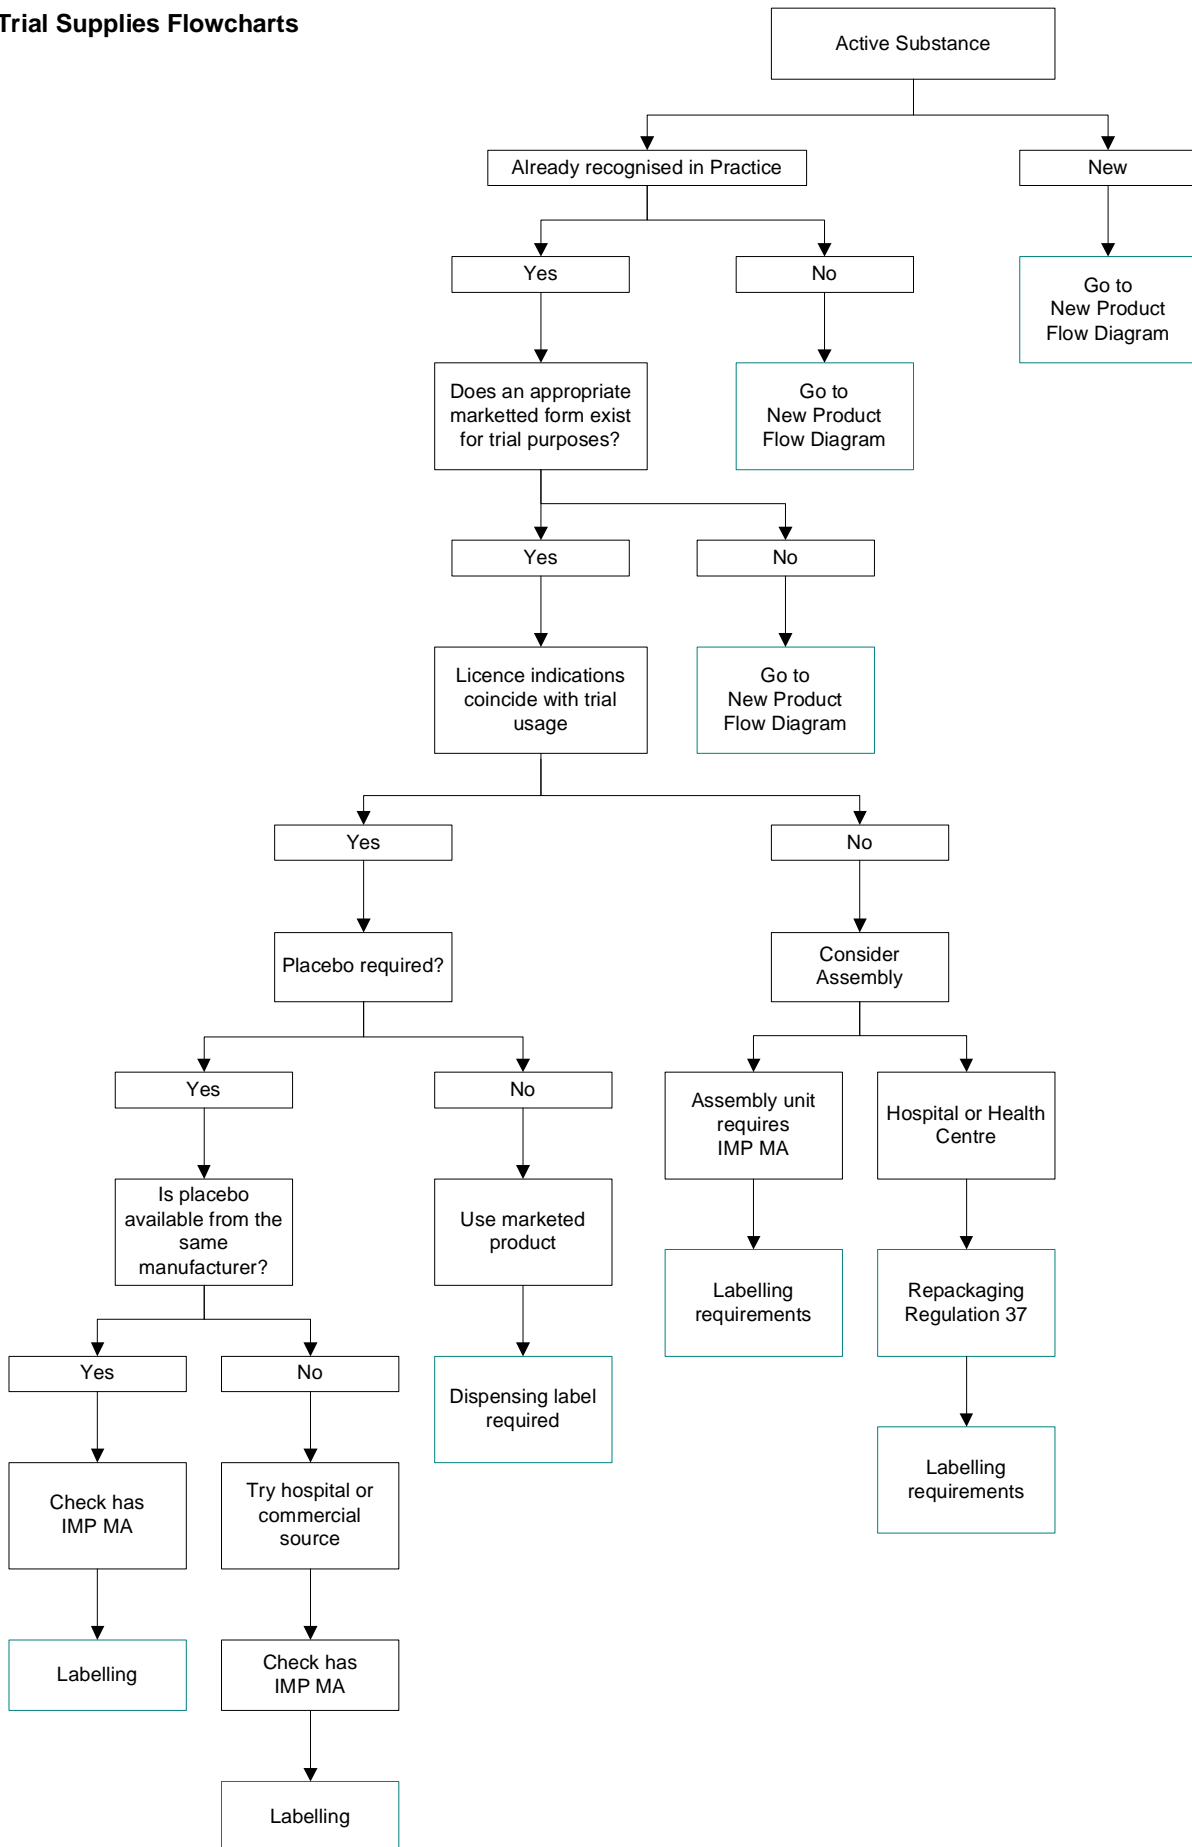 Trial Supplies Flowcharts
Active Substance
Already recognised in Practice
New
Yes
No
Go to
New Product
Flow Diagram
Does an appropriate
marketted form exist
for trial purposes?
Go to
New Product
Flow Diagram
Yes
No
Licence indications
coincide with trial
usage
Go to
New Product
Flow Diagram
Yes
No
Placebo required?
Consider
Assembly
Yes
No
Assembly unit
requires
IMP MA
Hospital or Health
Centre
Is placebo
available from the
same
manufacturer?
Use marketed
product
Labelling
requirements
Repackaging
Regulation 37
Yes
No
Dispensing label
required
Labelling
requirements
Check has
IMP MA
Try hospital or
commercial
source
Labelling
Check has
IMP MA
Labelling